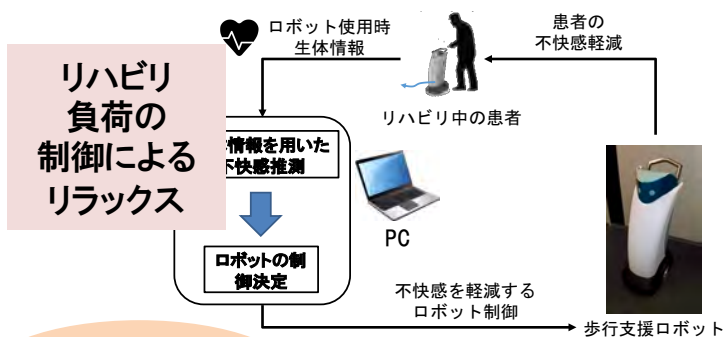 ロボット使用時
生体情報
患者の
不快感軽減
リハビリ
負荷の
制御による
リラックス
リハビリ中の患者
情報を用いた
不快感推測
PC
ロボットの制
御決定
不快感を軽減する
ロボット制御
歩行支援ロボット